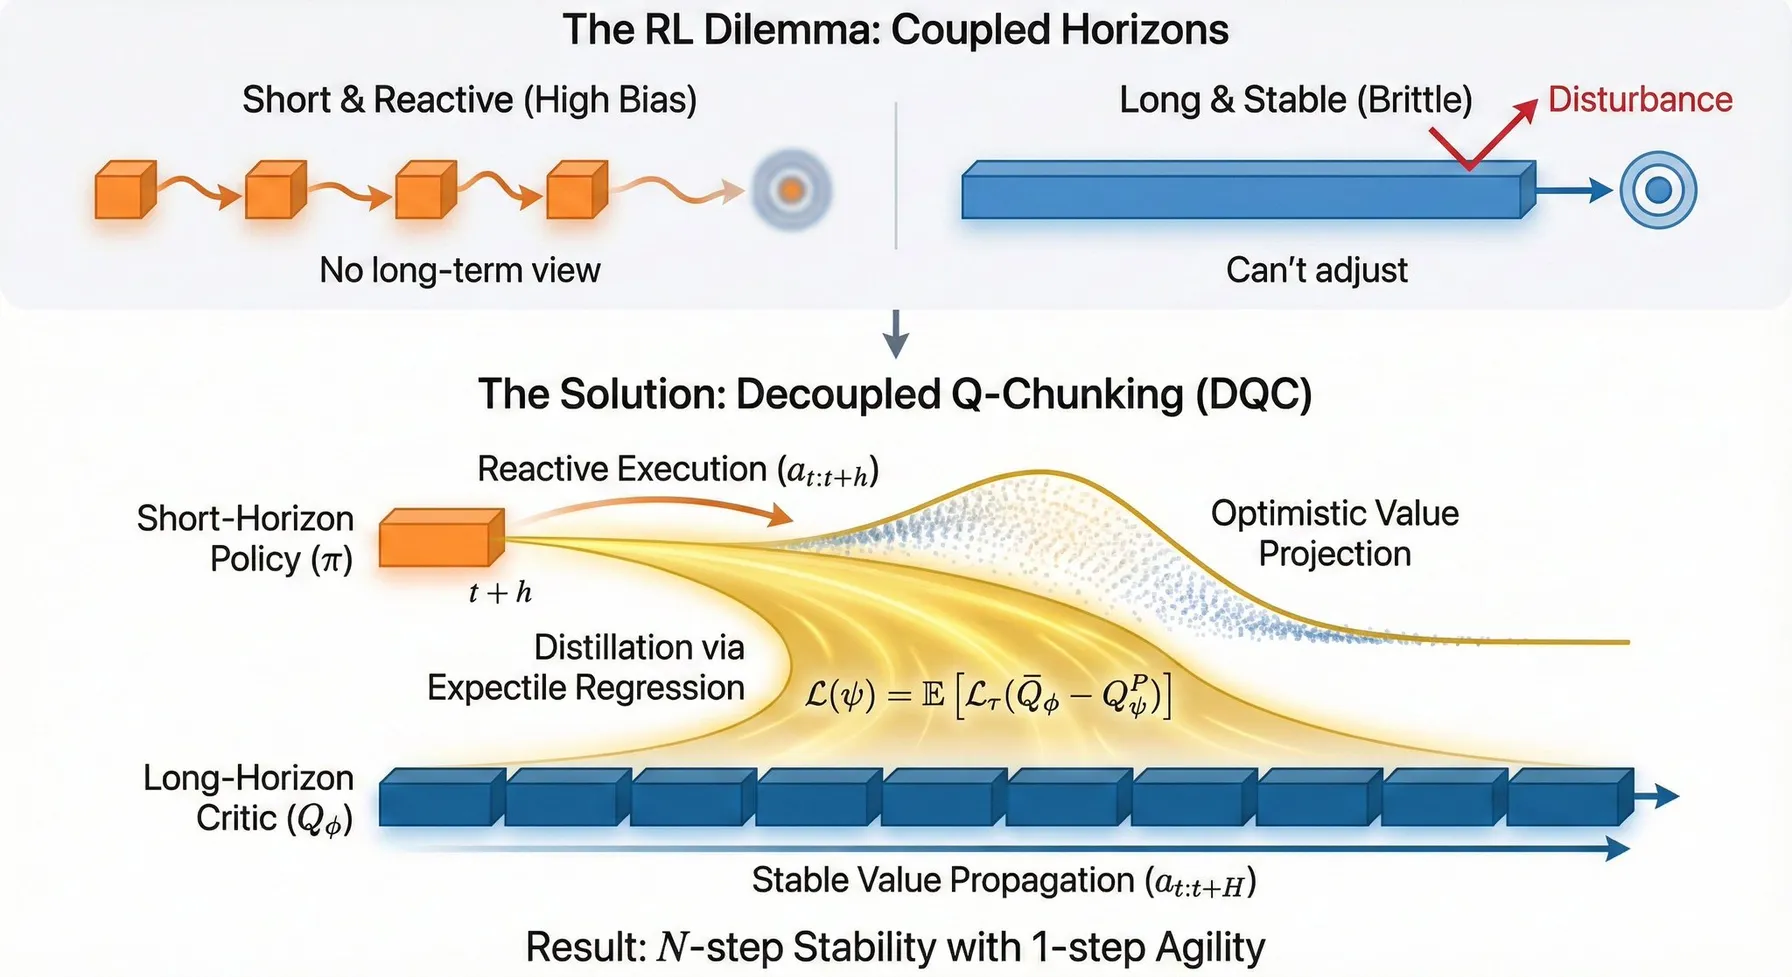 The RL Dilemma: Coupled Horizons
Short & Reactive (High Bias)
No long-term view
Long & Stable (Brittle)
Disturbance
Can't adjust
The Solution: Decoupled Q-Chunking (DQC)
Reactive Execution (a_{t:t+h})
Short-Horizon
Policy (π)
t + h
Optimistic Value
Projection
Distillation via
Expectile Regression
ℒ(ψ) = 𝔼 [ℒ_τ(Q̄_ϕ − Q_ψ^P)]
Long-Horizon
Critic (Q_ϕ)
Stable Value Propagation (a_{t:t+H})
Result: N-step Stability with 1-step Agility